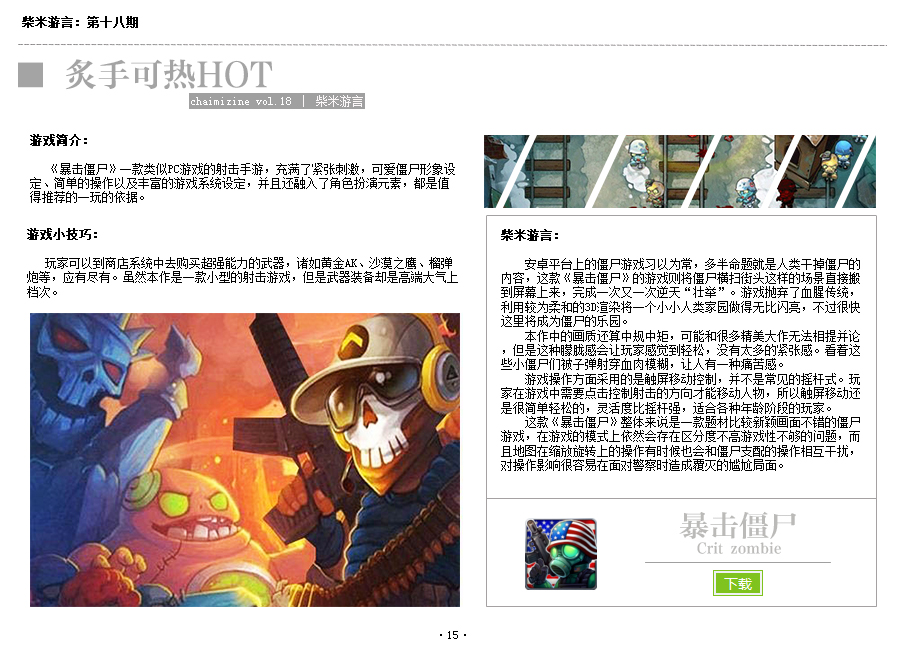 柴米游言：第十八期
炙手可热HOT
chaimizine vol.18 | 柴米游言
游戏简介：
《暴击僵尸》一款类似PC游戏的射击手游，充满了紧张刺激，可爱僵尸形象设
定、简单的操作以及丰富的游戏系统设定，并且还融入了角色扮演元素，都是值
得推荐的一玩的依据。
游戏小技巧：
玩家可以到商店系统中去购买超强能力的武器，诸如黄金AK、沙漠之鹰、榴弹
炮等，应有尽有。虽然本作是一款小型的射击游戏，但是武器装备却是高端大气上
档次。
柴米游言：
安卓平台上的僵尸游戏习以为常，多半命题就是人类干掉僵尸的
内容，这款《暴击僵尸》的游戏则将僵尸横扫街头这样的场景直接搬
到屏幕上来，完成一次又一次逆天“壮举”。游戏抛弃了血腥传统，
利用较为柔和的3D渲染将一个小小人类家园做得无比闪亮，不过很快
这里将成为僵尸的乐园。
本作中的画质还算中规中矩，可能和很多精美大作无法相提并论
，但是这种朦胧感会让玩家感觉到轻松，没有太多的紧张感。看看这
些小僵尸们被子弹射穿血肉模糊，让人有一种痛苦感。
游戏操作方面采用的是触屏移动控制，并不是常见的摇杆式。玩
家在游戏中需要点击控制射击的方向才能移动人物，所以触屏移动还
是很简单轻松的，灵活度比摇杆强，适合各种年龄阶段的玩家。
这款《暴击僵尸》整体来说是一款题材比较新颖画面不错的僵尸
游戏，在游戏的模式上依然会存在区分度不高游戏性不够的问题，而
且地图在缩放旋转上的操作有时候也会和僵尸支配的操作相互干扰，
对操作影响很容易在面对警察时造成覆灭的尴尬局面。
暴击僵尸
Crit zombie
下载
· 15 ·